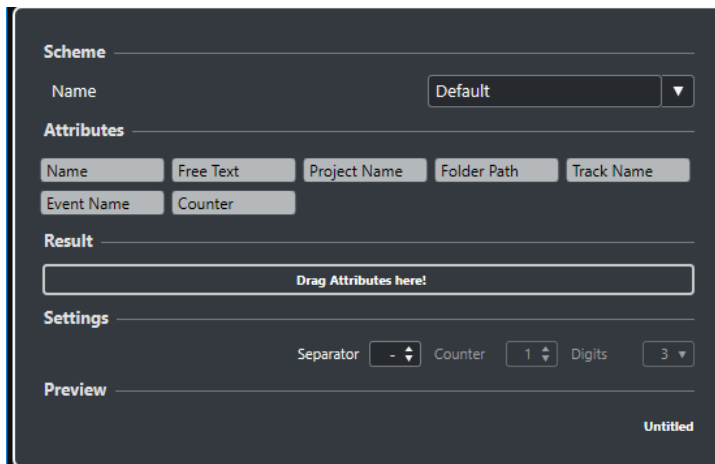 Scheme
Name Default
Attributes
Name Free Text Project Name Folder Path Track Name
Event Name Counter
Result
Drag Attributes here!
Settings
Separator - Counter 1 Digits 3
Preview
Untitled